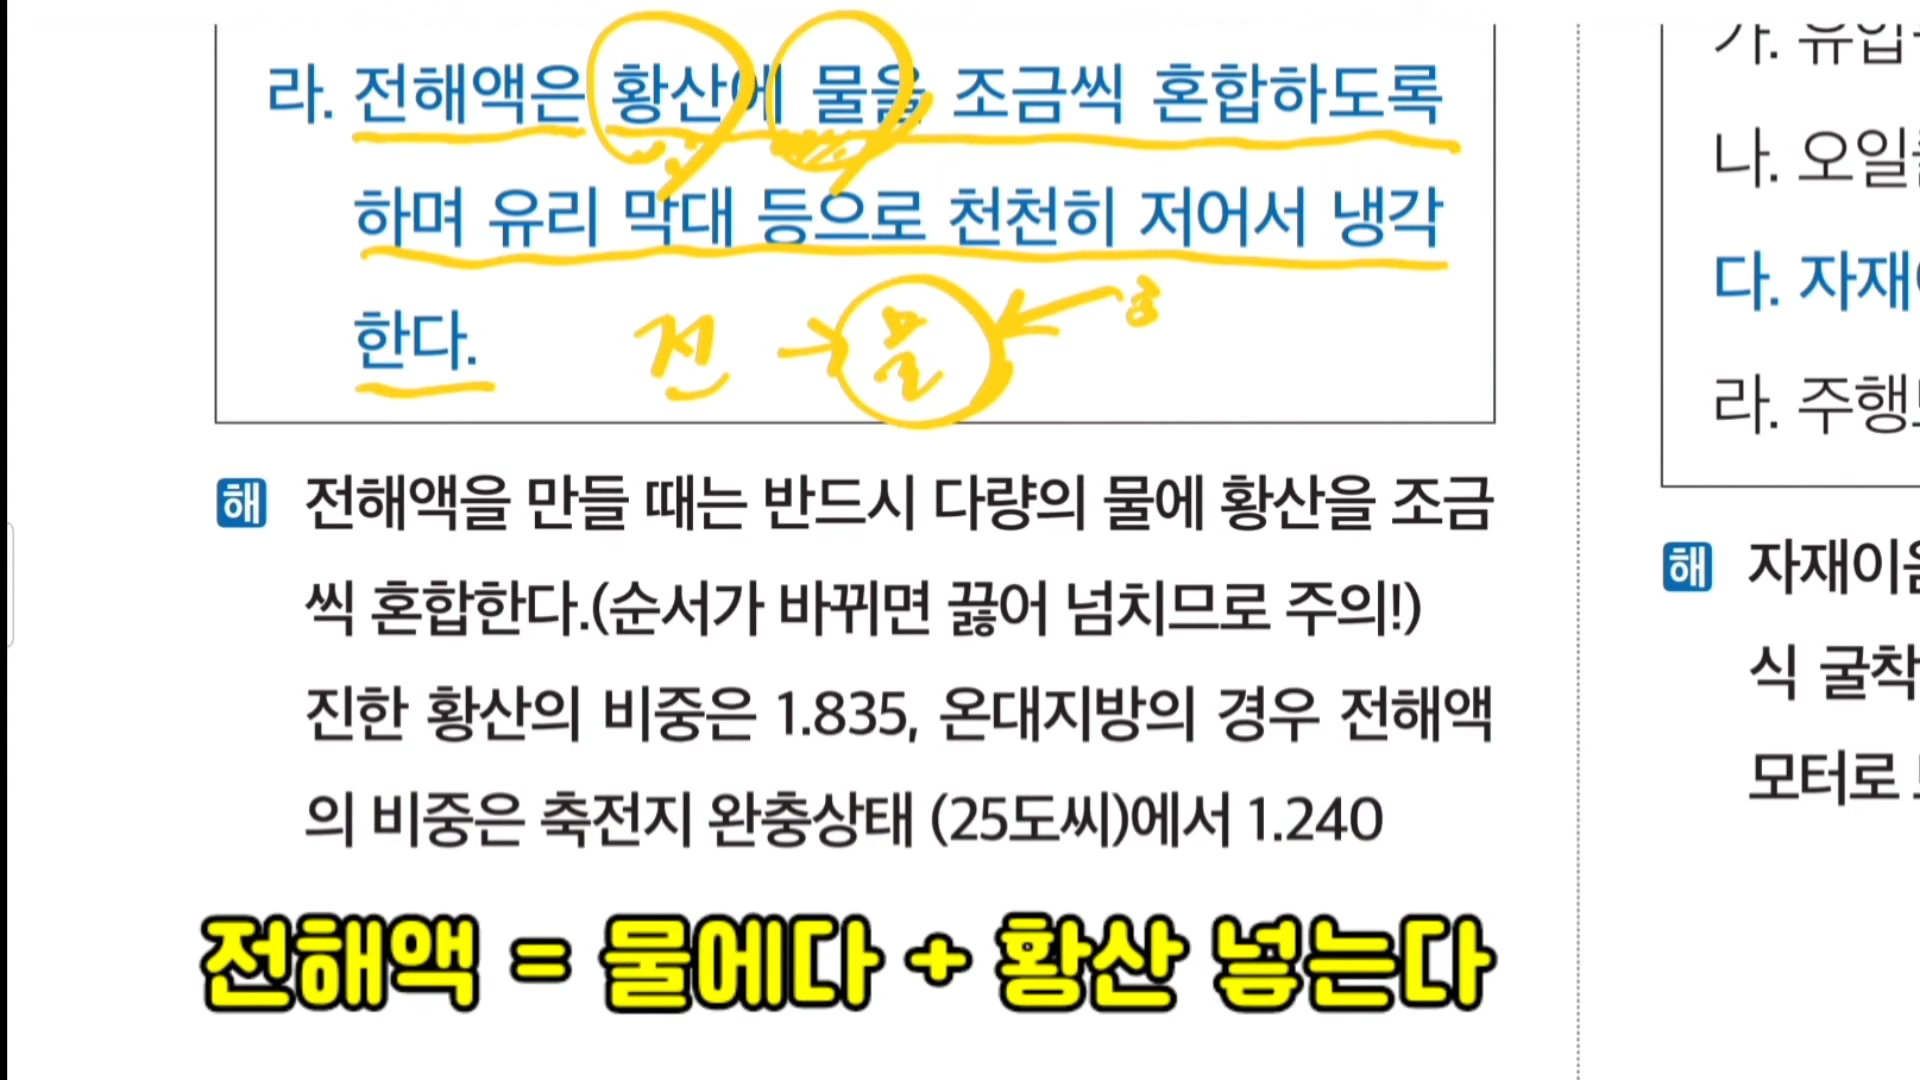 라. 전해액은 황산에 물을 조금씩 혼합하도록
하며 유리 막대 등으로 천천히 저어서 냉각
한다.
전 → 물 ←
해 전해액을 만들 때는 반드시 다량의 물에 황산을 조금
씩 혼합한다.(순서가 바뀌면 끓어 넘치므로 주의!)
진한 황산의 비중은 1.835, 온대지방의 경우 전해액
의 비중은 축전지 완충상태 (25도씨)에서 1.240
전해액 = 물에다 + 황산 넣는다
가. 유입
나. 오일
다. 자재
라. 주행
해 자재이음
식 굴착
모터로